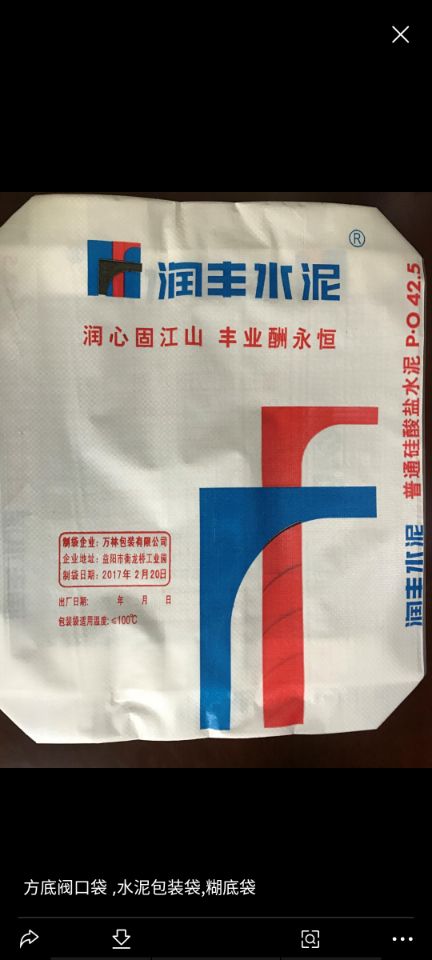 ®
润丰水泥
润心固江山 丰业酬永恒
普通硅酸盐水泥 P·O 42.5
润丰水泥
制袋企业：万林包装有限公司
企业地址：益阳市衡龙桥工业园
制袋日期：2017年2月20日
出厂日期： 年 月 日
包装袋适用温度：≤100℃
方底阀口袋 ,水泥包装袋,糊底袋